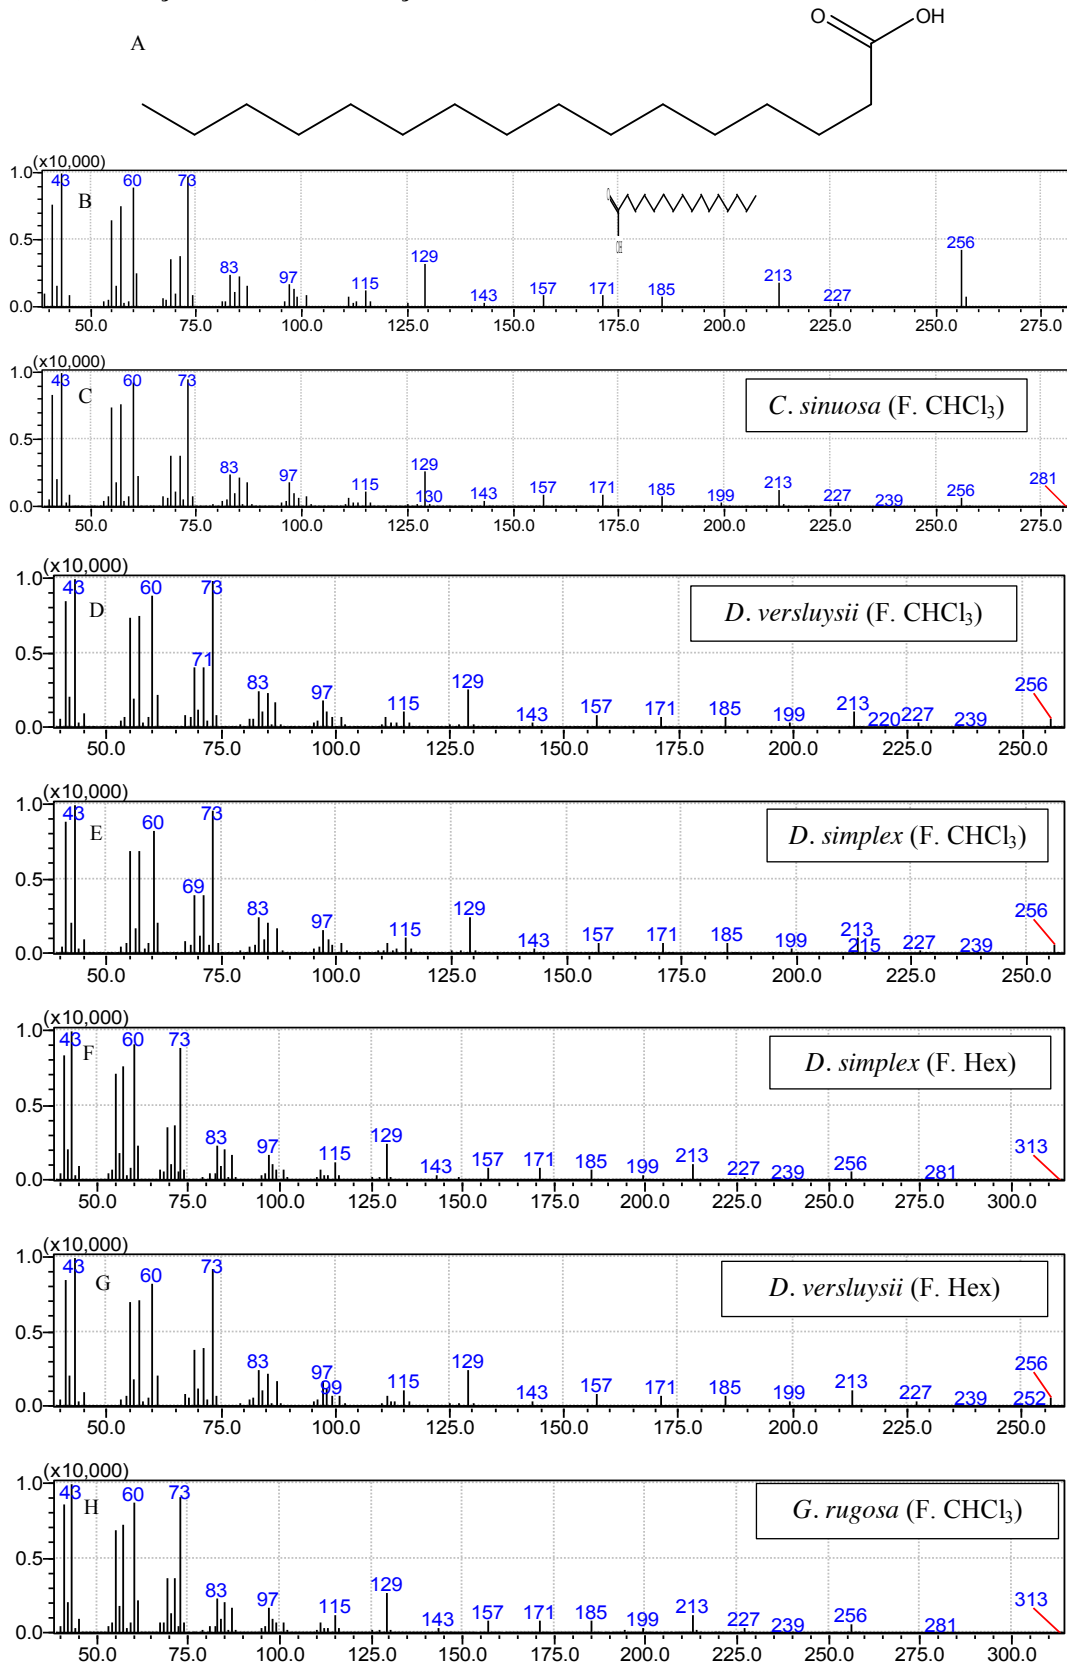 O OH
A
(x10,000)
1.0 43 60 73
B
256
0.5
129
83 97 115 213
143 157 171 185 227
0.0
50.0 75.0 100.0 125.0 150.0 175.0 200.0 225.0 250.0 275.0
(x10,000)
1.0 43 60 73
C C. sinuosa (F. CHCl3)
0.5
83 97 115 129 130 143 157 171 185 199 213 227 239 256 281
0.0
50.0 75.0 100.0 125.0 150.0 175.0 200.0 225.0 250.0 275.0
(x10,000)
1.0 43 60 73
D D. versluysii (F. CHCl3)
0.5
71 83 97 115 129 143 157 171 185 199 213 220 227 239 256
0.0
50.0 75.0 100.0 125.0 150.0 175.0 200.0 225.0 250.0
(x10,000)
1.0 43 60 73
E D. simplex (F. CHCl3)
0.5
69 83 97 115 129 143 157 171 185 199 213 215 227 239 256
0.0
50.0 75.0 100.0 125.0 150.0 175.0 200.0 225.0 250.0
(x10,000)
1.0 43 60 73
F D. simplex (F. Hex)
0.5
83 97 115 129 143 157 171 185 199 213 227 239 256 281 313
0.0
50.0 75.0 100.0 125.0 150.0 175.0 200.0 225.0 250.0 275.0 300.0
(x10,000)
1.0 43 60 73
G D. versluysii (F. Hex)
0.5
83 97 99 115 129 143 157 171 185 199 213 227 239 252 256
0.0
50.0 75.0 100.0 125.0 150.0 175.0 200.0 225.0 250.0
(x10,000)
1.0 43 60 73
H G. rugosa (F. CHCl3)
0.5
83 97 115 129 143 157 171 185 199 213 227 239 256 281 313
0.0
50.0 75.0 100.0 125.0 150.0 175.0 200.0 225.0 250.0 275.0 300.0